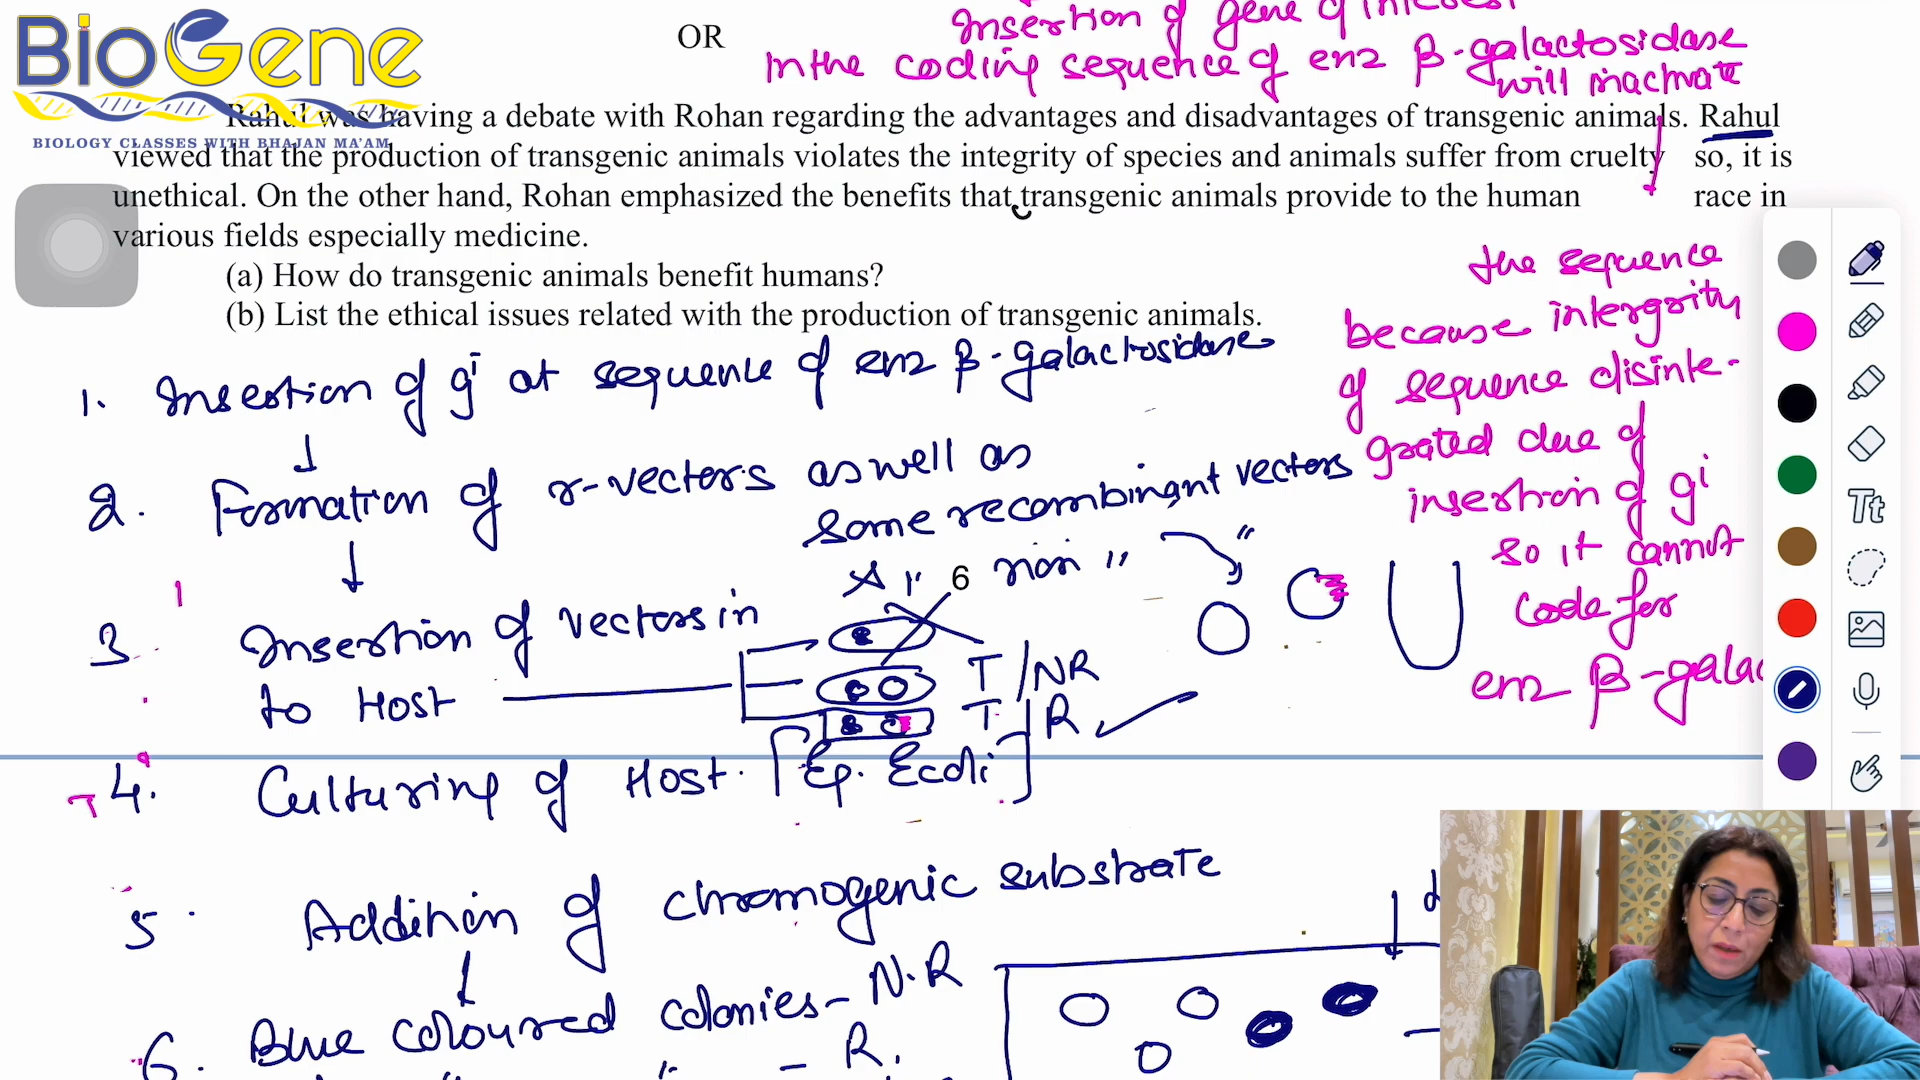 BioGene
BIOLOGY CLASSES WITH BHAJAN MA'AM
OR
Insertion of gene of interest
In the coding sequence of enz β-galactosidase
will inactivate
Rahul was having a debate with Rohan regarding the advantages and disadvantages of transgenic animals. Rahul
viewed that the production of transgenic animals violates the integrity of species and animals suffer from cruelty so, it is
unethical. On the other hand, Rohan emphasized the benefits that transgenic animals provide to the human race in
various fields especially medicine.
(a) How do transgenic animals benefit humans?
(b) List the ethical issues related with the production of transgenic animals.
the sequence
because intergrity
of sequence disinte-
grated due of
insertion of gi
so it cannot
code for
enz β-galac
1. Insertion of gi at sequence of enz β-galactosidase
2. Formation of r-vectors as well as
some recombinant vectors
" 6 non " "
3 Insertion of vectors in
to Host
T/NR
T/R
4. Culturing of Host. [Eg. Ecoli]
5. Addition of chromogenic substrate
6. Blue coloured colonies - N.R
" - R.
Tt